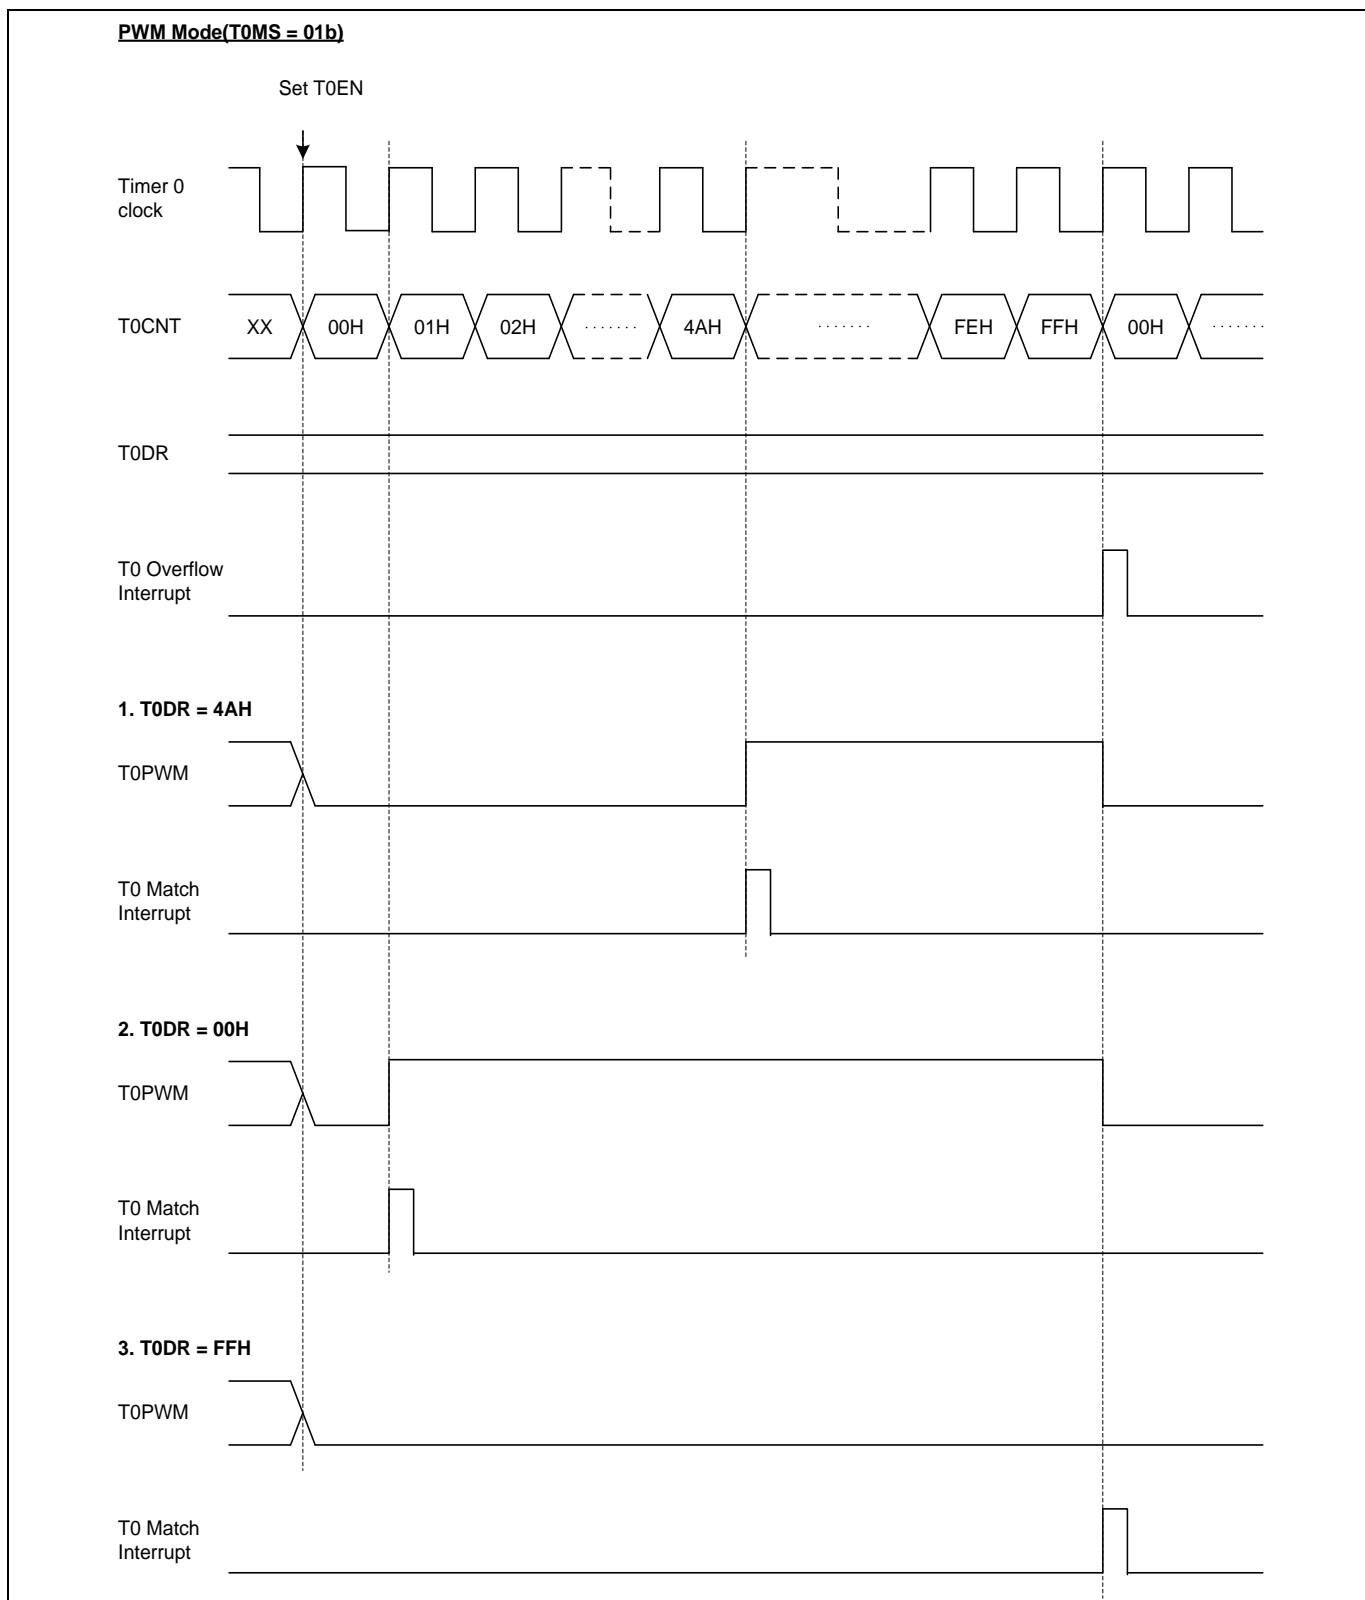 PWM Mode(T0MS = 01b)
Set T0EN
Timer 0
clock
T0CNT XX 00H 01H 02H ....... 4AH ....... FEH FFH 00H .......
T0DR
T0 Overflow
Interrupt
1. T0DR = 4AH
T0PWM
T0 Match
Interrupt
2. T0DR = 00H
T0PWM
T0 Match
Interrupt
3. T0DR = FFH
T0PWM
T0 Match
Interrupt